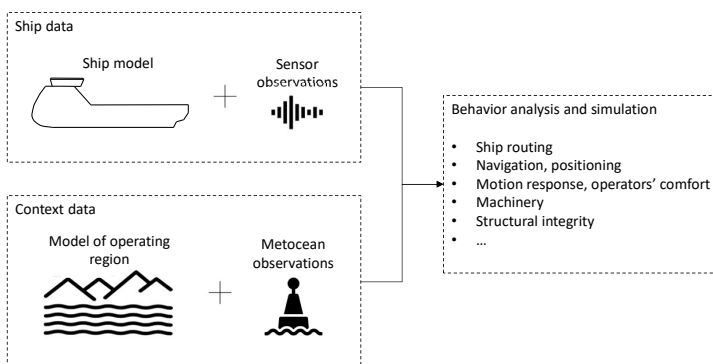 Ship data
Ship model
Sensor
observations
Context data
Model of operating
region
Metocean
observations
Behavior analysis and simulation
• Ship routing
• Navigation, positioning
• Motion response, operators' comfort
• Machinery
• Structural integrity
• ...